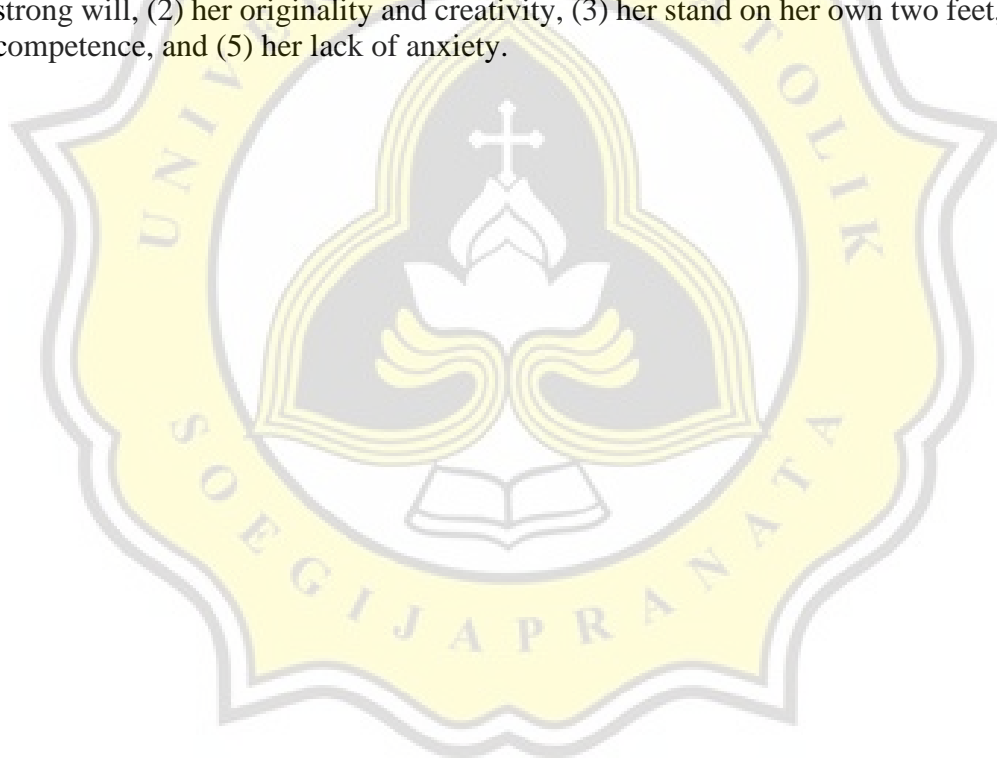 strong will, (2) her originality and creativity, (3) her stand on her own two feet,
competence, and (5) her lack of anxiety.
SOEGIJAPRANATA